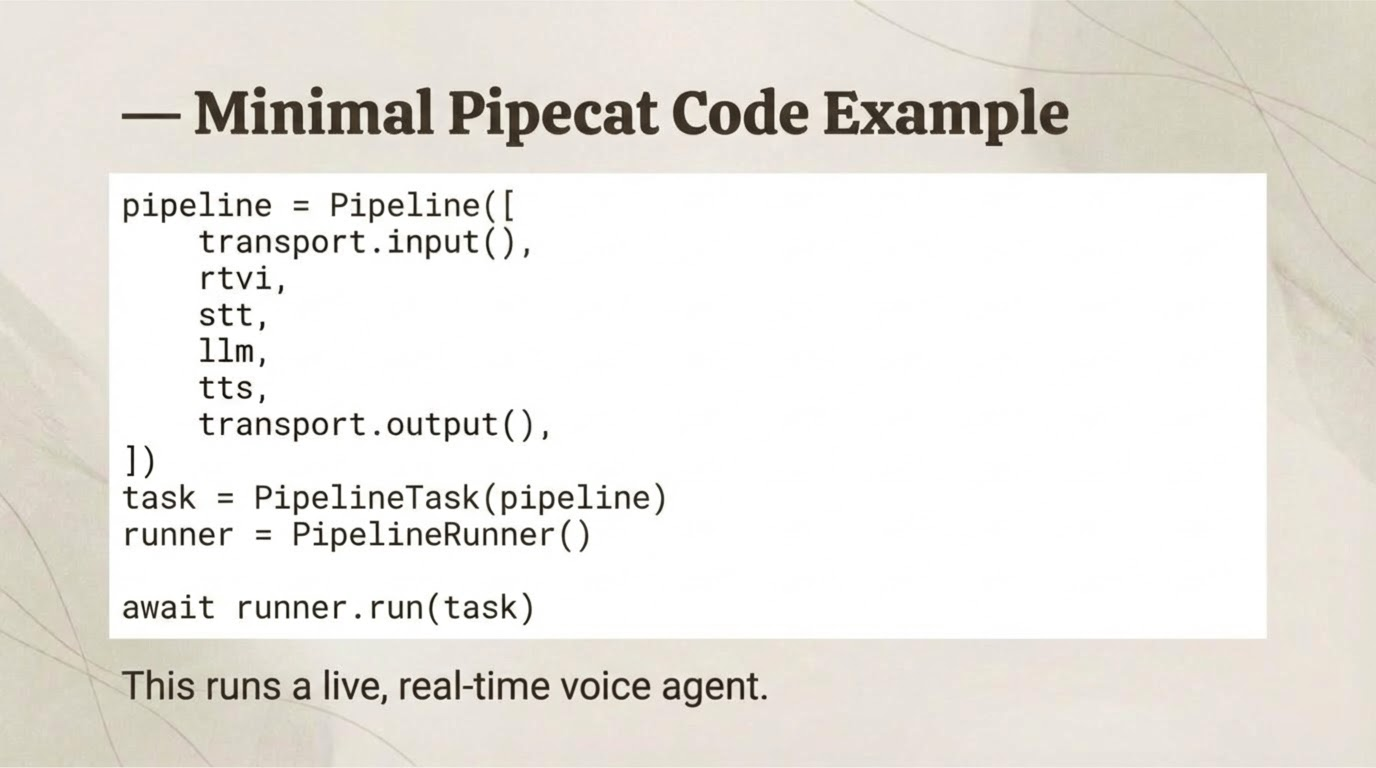 — Minimal Pipecat Code Example
pipeline = Pipeline([
    transport.input(),
    rtvi,
    stt,
    llm,
    tts,
    transport.output(),
])
task = PipelineTask(pipeline)
runner = PipelineRunner()

await runner.run(task)
This runs a live, real-time voice agent.